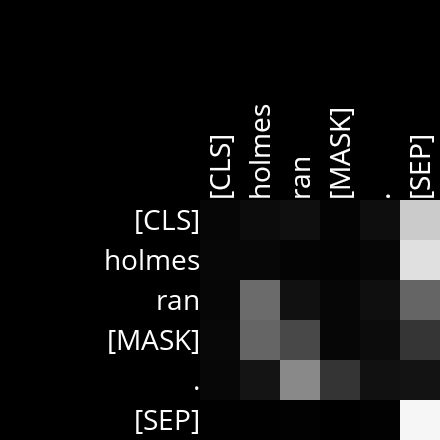 [CLS]
holmes
ran
[MASK]
.
[SEP]
[CLS]
holmes
ran
[MASK]
.
[SEP]